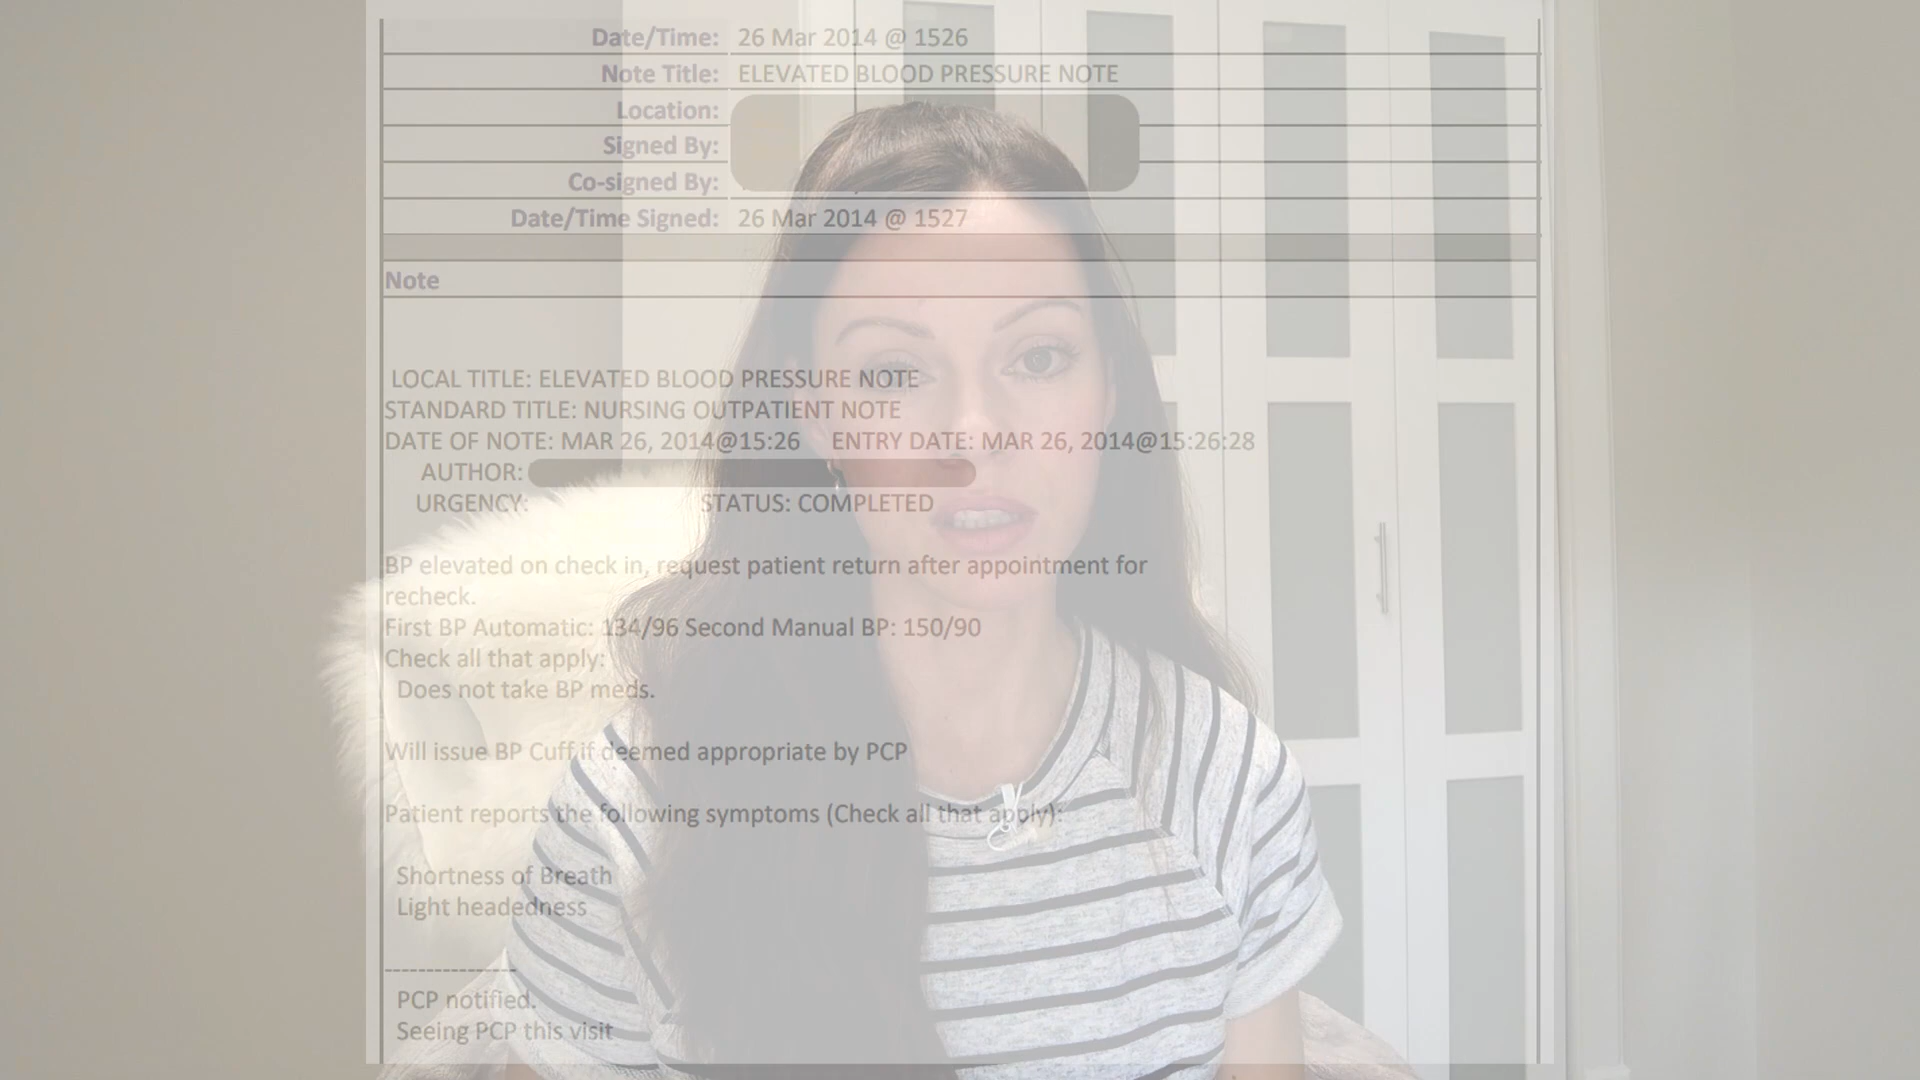 Date/Time: 26 Mar 2014 @ 1526
Note Title: ELEVATED BLOOD PRESSURE NOTE
Location:
Signed By:
Co-signed By:
Date/Time Signed: 26 Mar 2014 @ 1527
Note
LOCAL TITLE: ELEVATED BLOOD PRESSURE NOTE
STANDARD TITLE: NURSING OUTPATIENT NOTE
DATE OF NOTE: MAR 26, 2014@15:26 ENTRY DATE: MAR 26, 2014@15:26:28
AUTHOR:
URGENCY: STATUS: COMPLETED
BP elevated on check in, request patient return after appointment for
recheck.
First BP Automatic: 134/96 Second Manual BP: 150/90
Check all that apply:
Does not take BP meds.
Will issue BP Cuff if deemed appropriate by PCP
Patient reports the following symptoms (Check all that apply):
Shortness of Breath
Light headedness
----------------
PCP notified.
Seeing PCP this visit